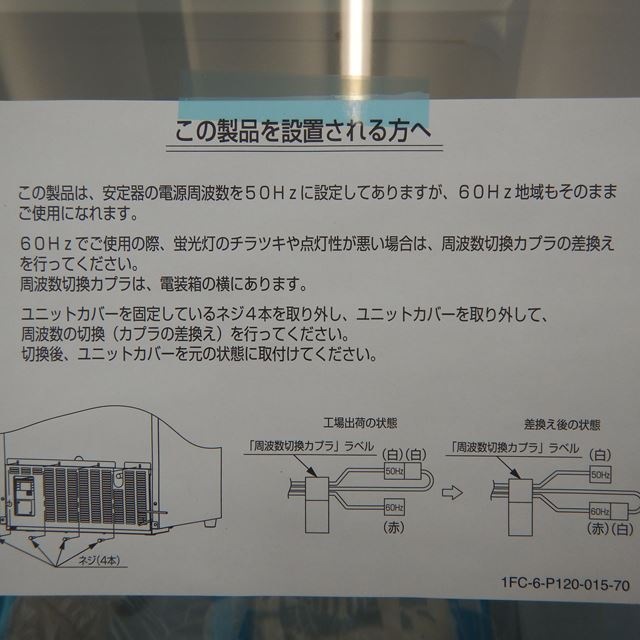 この製品を設置される方へ
この製品は、安定器の電源周波数を50Hzに設定してありますが、60Hz地域もそのまま
ご使用になれます。
60Hzでご使用の際、蛍光灯のチラツキや点灯性が悪い場合は、周波数切換カプラの差換え
を行ってください。
周波数切換カプラは、電装箱の横にあります。
ユニットカバーを固定しているネジ4本を取り外し、ユニットカバーを取り外して、
周波数の切換（カプラの差換え）を行ってください。
切換後、ユニットカバーを元の状態に取付けてください。
ネジ(4本)
工場出荷の状態
「周波数切換カプラ」ラベル
(白)(白)
50Hz
60Hz
(赤)
差換え後の状態
「周波数切換カプラ」ラベル
(白)
50Hz
60Hz
(赤)(白)
1FC-6-P120-015-70